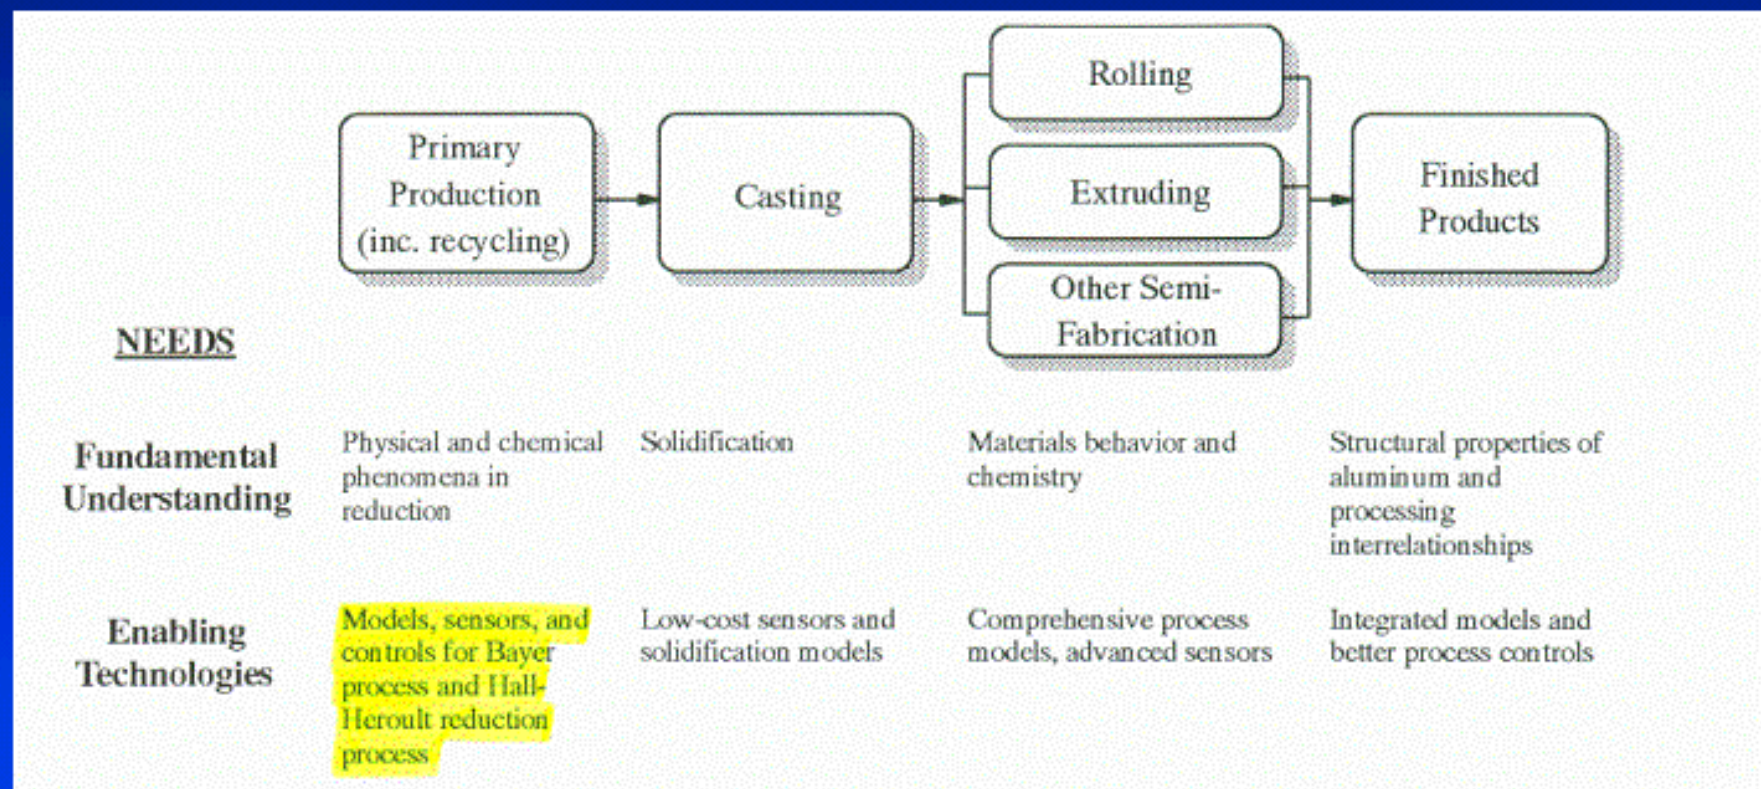 Primary
Production
(inc. recycling)
Casting
Rolling
Extruding
Other Semi-
Fabrication
Finished
Products
NEEDS
Fundamental
Understanding
Physical and chemical
phenomena in
reduction
Solidification
Materials behavior and
chemistry
Structural properties of
aluminum and
processing
interrelationships
Enabling
Technologies
Models, sensors, and
controls for Bayer
process and Hall-
Heroult reduction
process
Low-cost sensors and
solidification models
Comprehensive process
models, advanced sensors
Integrated models and
better process controls